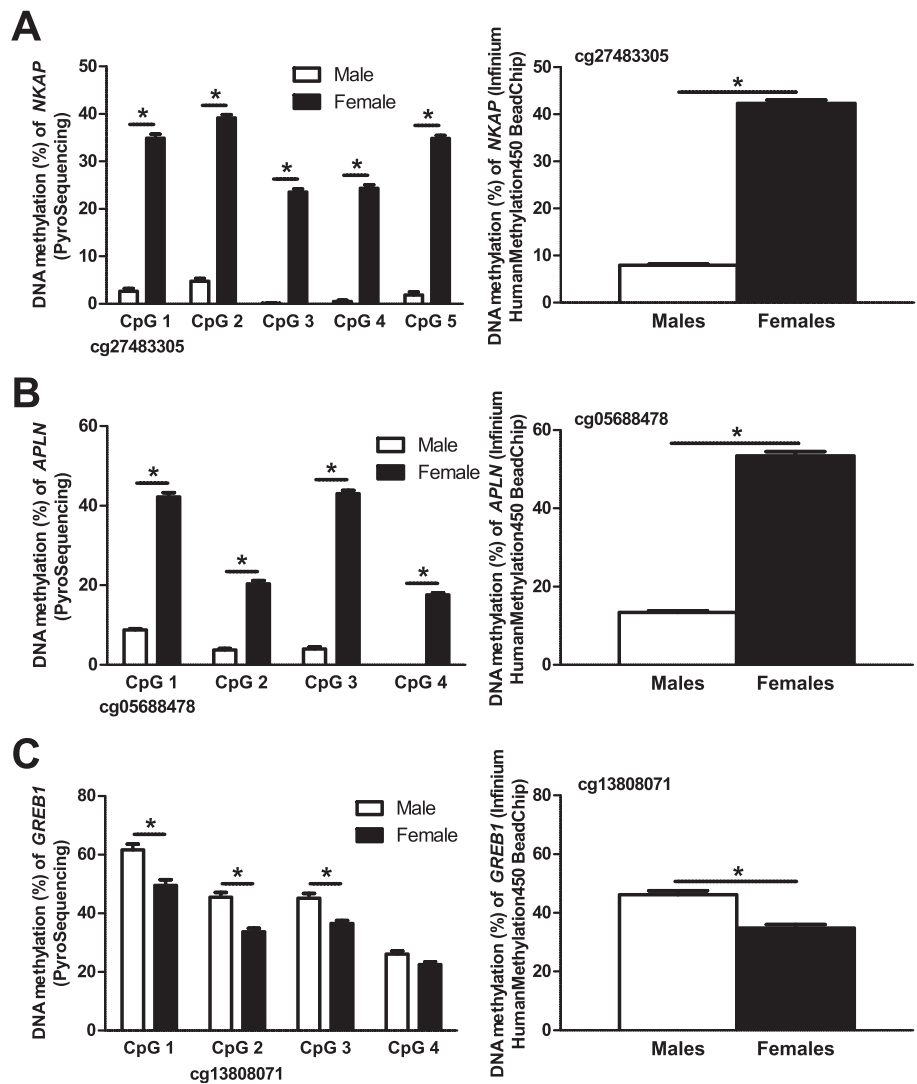 A
DNA methylation (%) of NKAP
(PyroSequencing)
50
40
30
20
10
0
Male
Female
*
*
*
*
*
CpG 1
CpG 2
CpG 3
CpG 4
CpG 5
cg27483305
DNA methylation (%) of NKAP (Infinium
HumanMethylation450 BeadChip)
cg27483305
50
40
30
20
10
0
*
Males
Females
B
DNA methylation (%) of APLN
(PyroSequencing)
60
40
20
0
Male
Female
*
*
*
*
CpG 1
CpG 2
CpG 3
CpG 4
cg05688478
DNA methylation (%) of APLN (Infinium
HumanMethylation450 BeadChip)
cg05688478
60
40
20
0
*
Males
Females
C
DNA methylation (%) of GREB1
(PyroSequencing)
80
60
40
20
0
Male
Female
*
*
*
CpG 1
CpG 2
CpG 3
CpG 4
cg13808071
DNA methylation (%) of GREB1 (Infinium
HumanMethylation450 BeadChip)
cg13808071
80
60
40
20
0
*
Males
Females